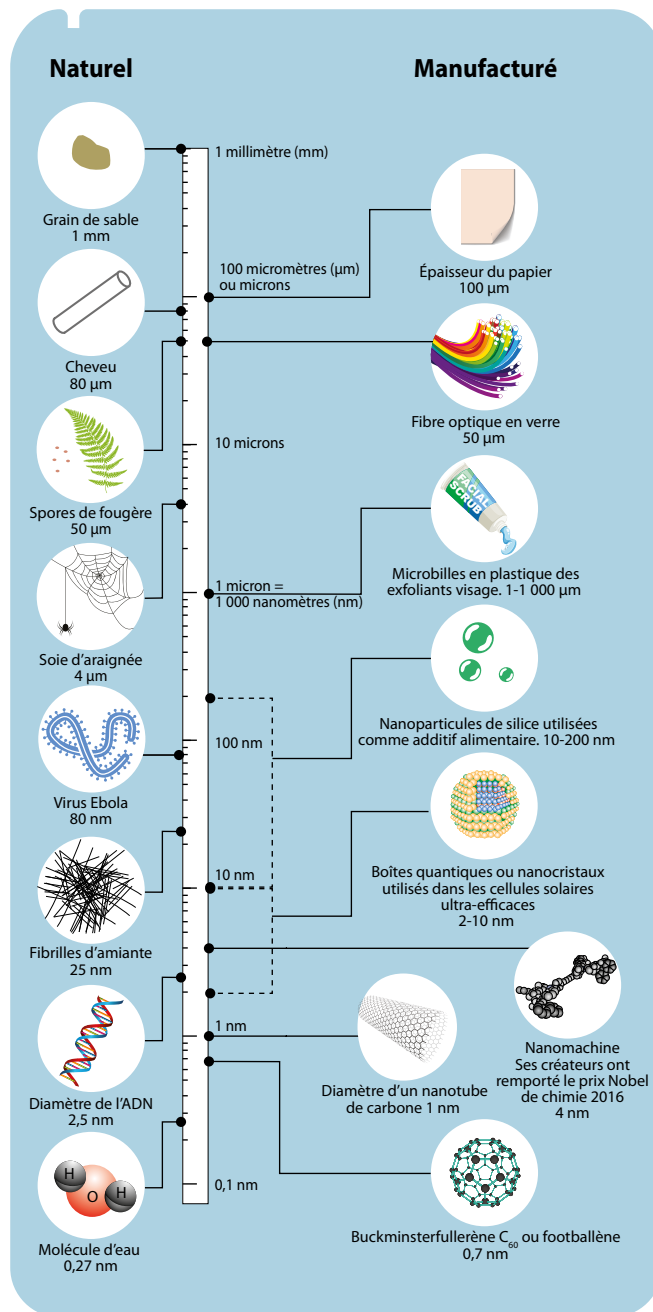 Naturel
Manufacturé
1 millimètre (mm)
Grain de sable
1 mm
100 micromètres (µm)
ou microns
Épaisseur du papier
100 µm
Cheveu
80 µm
Fibre optique en verre
50 µm
10 microns
Spores de fougère
50 µm
FACIAL
SCRUB
Microbilles en plastique des
exfoliants visage. 1-1 000 µm
1 micron =
1 000 nanomètres (nm)
Soie d'araignée
4 µm
Nanoparticules de silice utilisées
comme additif alimentaire. 10-200 nm
100 nm
Virus Ebola
80 nm
Boîtes quantiques ou nanocristaux
utilisés dans les cellules solaires
ultra-efficaces
2-10 nm
10 nm
Fibrilles d'amiante
25 nm
Nanomachine
Ses créateurs ont
remporté le prix Nobel
de chimie 2016
4 nm
1 nm
Diamètre d'un nanotube
de carbone 1 nm
Diamètre de l'ADN
2,5 nm
0,1 nm
H
O
H
Molécule d'eau
0,27 nm
Buckminsterfullerène C60 ou footballène
0,7 nm